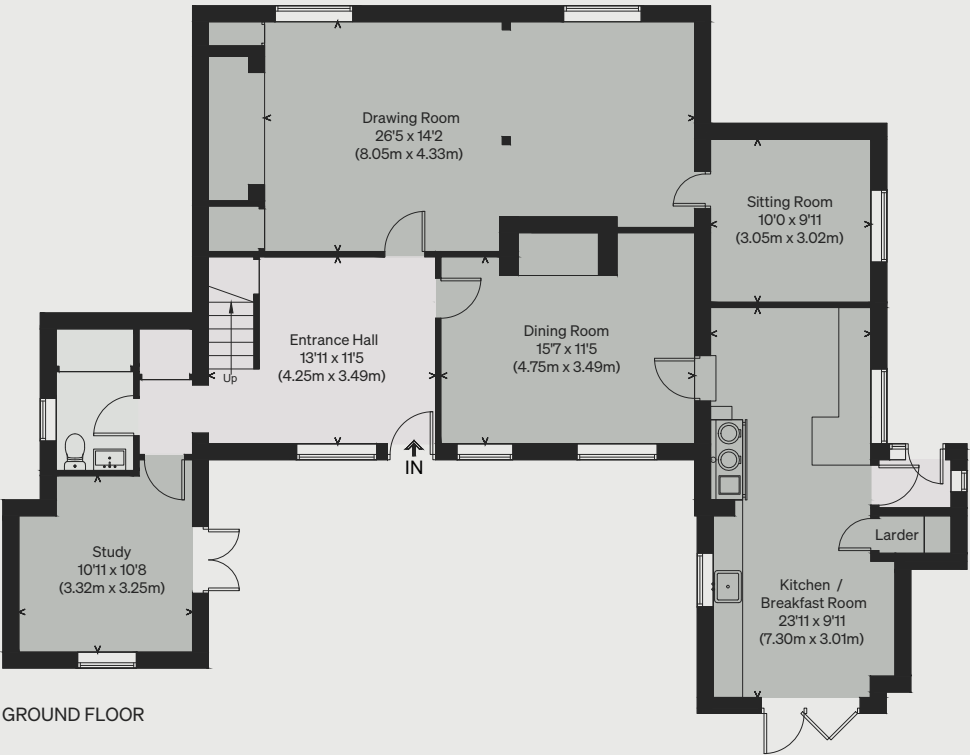 Drawing Room
26'5 x 14'2
(8.05m x 4.33m)
Sitting Room
10'0 x 9'11
(3.05m x 3.02m)
Entrance Hall
13'11 x 11'5
(4.25m x 3.49m)
Dining Room
15'7 x 11'5
(4.75m x 3.49m)
Up
IN
Study
10'11 x 10'8
(3.32m x 3.25m)
Larder
Kitchen /
Breakfast Room
23'11 x 9'11
(7.30m x 3.01m)
GROUND FLOOR